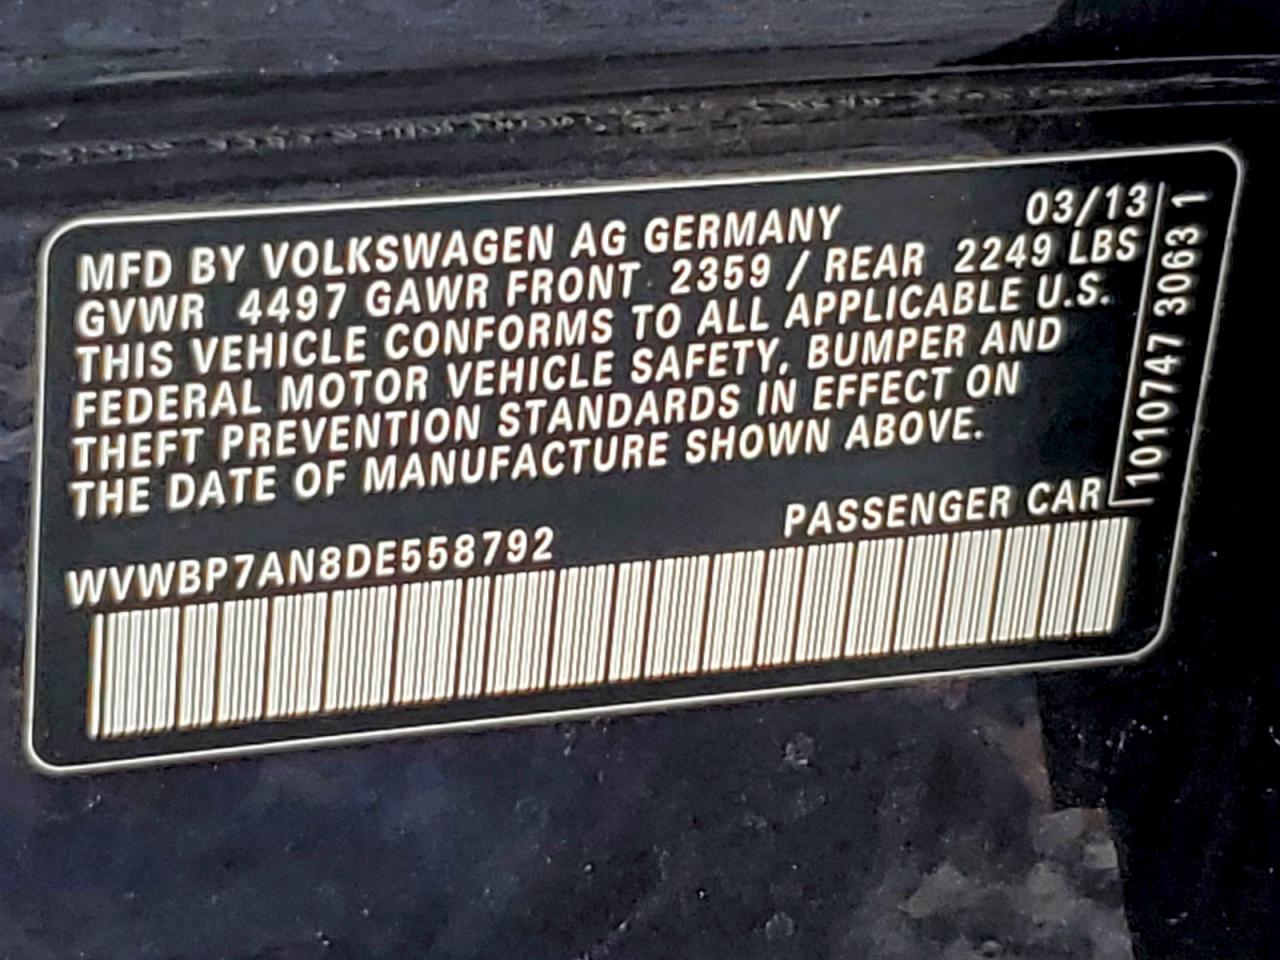 MFD BY VOLKSWAGEN AG GERMANY 03/13
GVWR 4497 GAWR FRONT 2359 / REAR 2249 LBS
THIS VEHICLE CONFORMS TO ALL APPLICABLE U.S.
FEDERAL MOTOR VEHICLE SAFETY, BUMPER AND
THEFT PREVENTION STANDARDS IN EFFECT ON
THE DATE OF MANUFACTURE SHOWN ABOVE.
PASSENGER CAR
WVWBP7AN8DE558792
1010747 3063 1